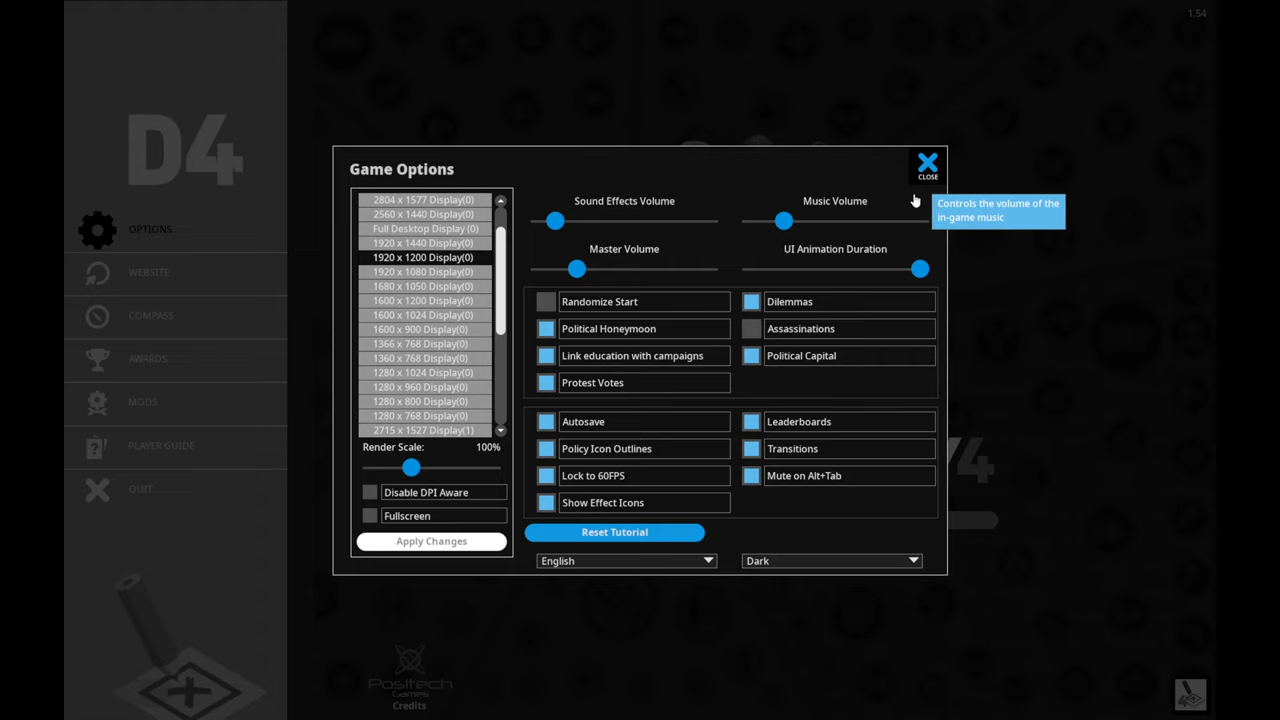 1.54
D4
OPTIONS
WEBSITE
COMPASS
AWARDS
MODS
PLAYER GUIDE
QUIT
Game Options
CLOSE
Controls the volume of the
in-game music
2804 x 1577 Display(0)
2560 x 1440 Display(0)
Full Desktop Display (0)
1920 x 1440 Display(0)
1920 x 1200 Display(0)
1920 x 1080 Display(0)
1680 x 1050 Display(0)
1600 x 1200 Display(0)
1600 x 1024 Display(0)
1600 x 900 Display(0)
1366 x 768 Display(0)
1360 x 768 Display(0)
1280 x 1024 Display(0)
1280 x 960 Display(0)
1280 x 800 Display(0)
1280 x 768 Display(0)
2715 x 1527 Display(1)
Render Scale: 100%
Disable DPI Aware
Fullscreen
Apply Changes
Sound Effects Volume
Music Volume
Master Volume
UI Animation Duration
Randomize Start
Dilemmas
Political Honeymoon
Assassinations
Link education with campaigns
Political Capital
Protest Votes
Autosave
Leaderboards
Policy Icon Outlines
Transitions
Lock to 60FPS
Mute on Alt+Tab
Show Effect Icons
Reset Tutorial
English
Dark
Positech
Games
Credits